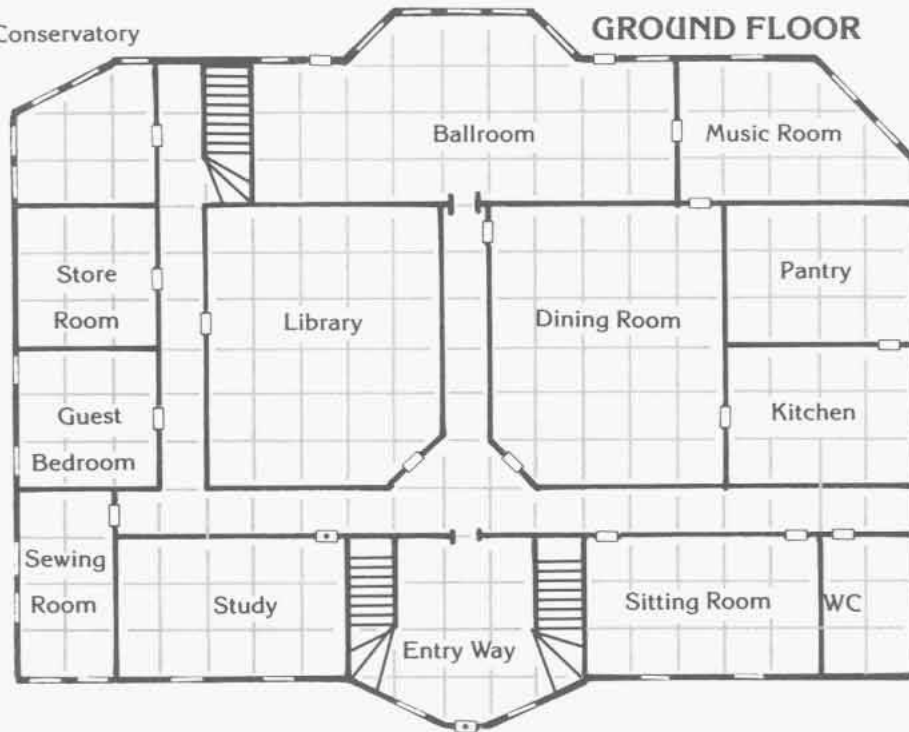 GROUND FLOOR
Conservatory
Ballroom
Music Room
Store
Room
Library
Dining Room
Pantry
Guest
Bedroom
Kitchen
Sewing
Room
Study
Entry Way
Sitting Room
WC